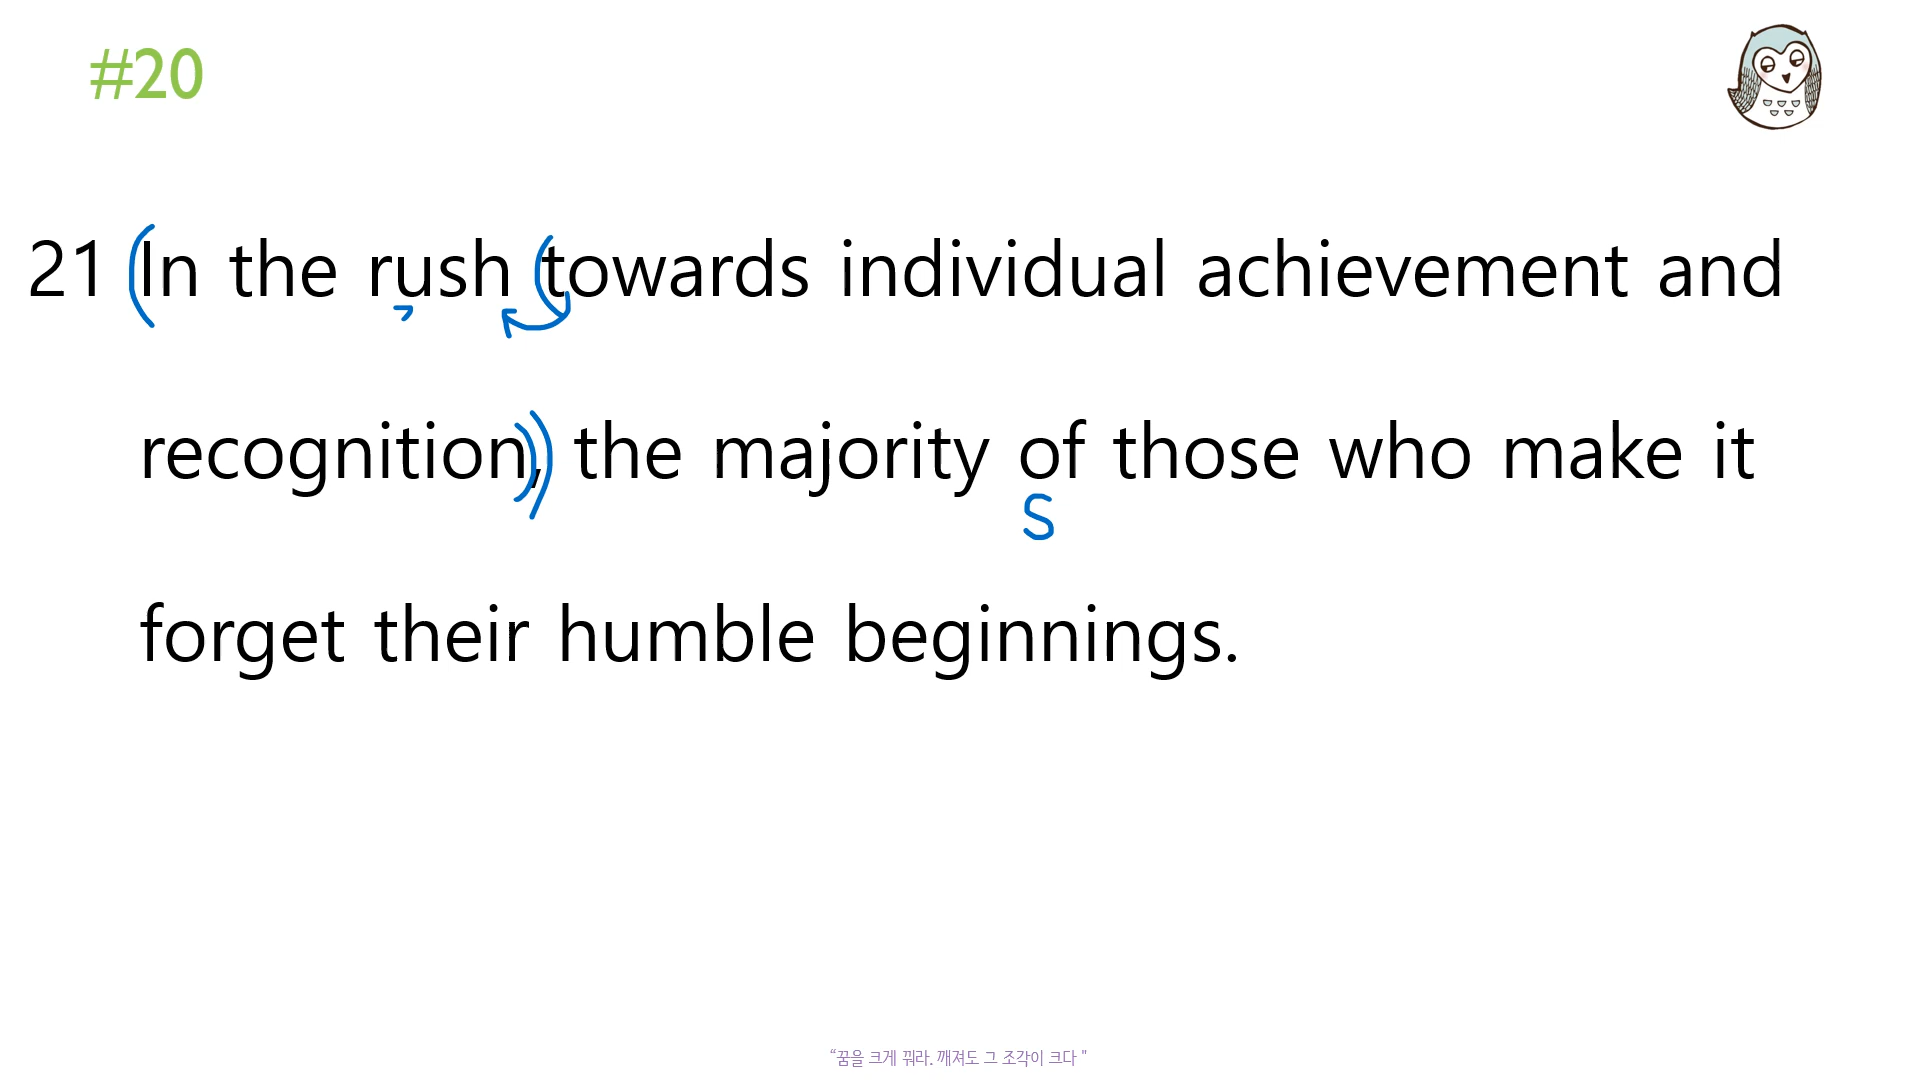 #20
21 In the rush towards individual achievement and
recognition, the majority of those who make it
S
forget their humble beginnings.
“꿈을 크게 꿔라. 깨져도 그 조각이 크다 "